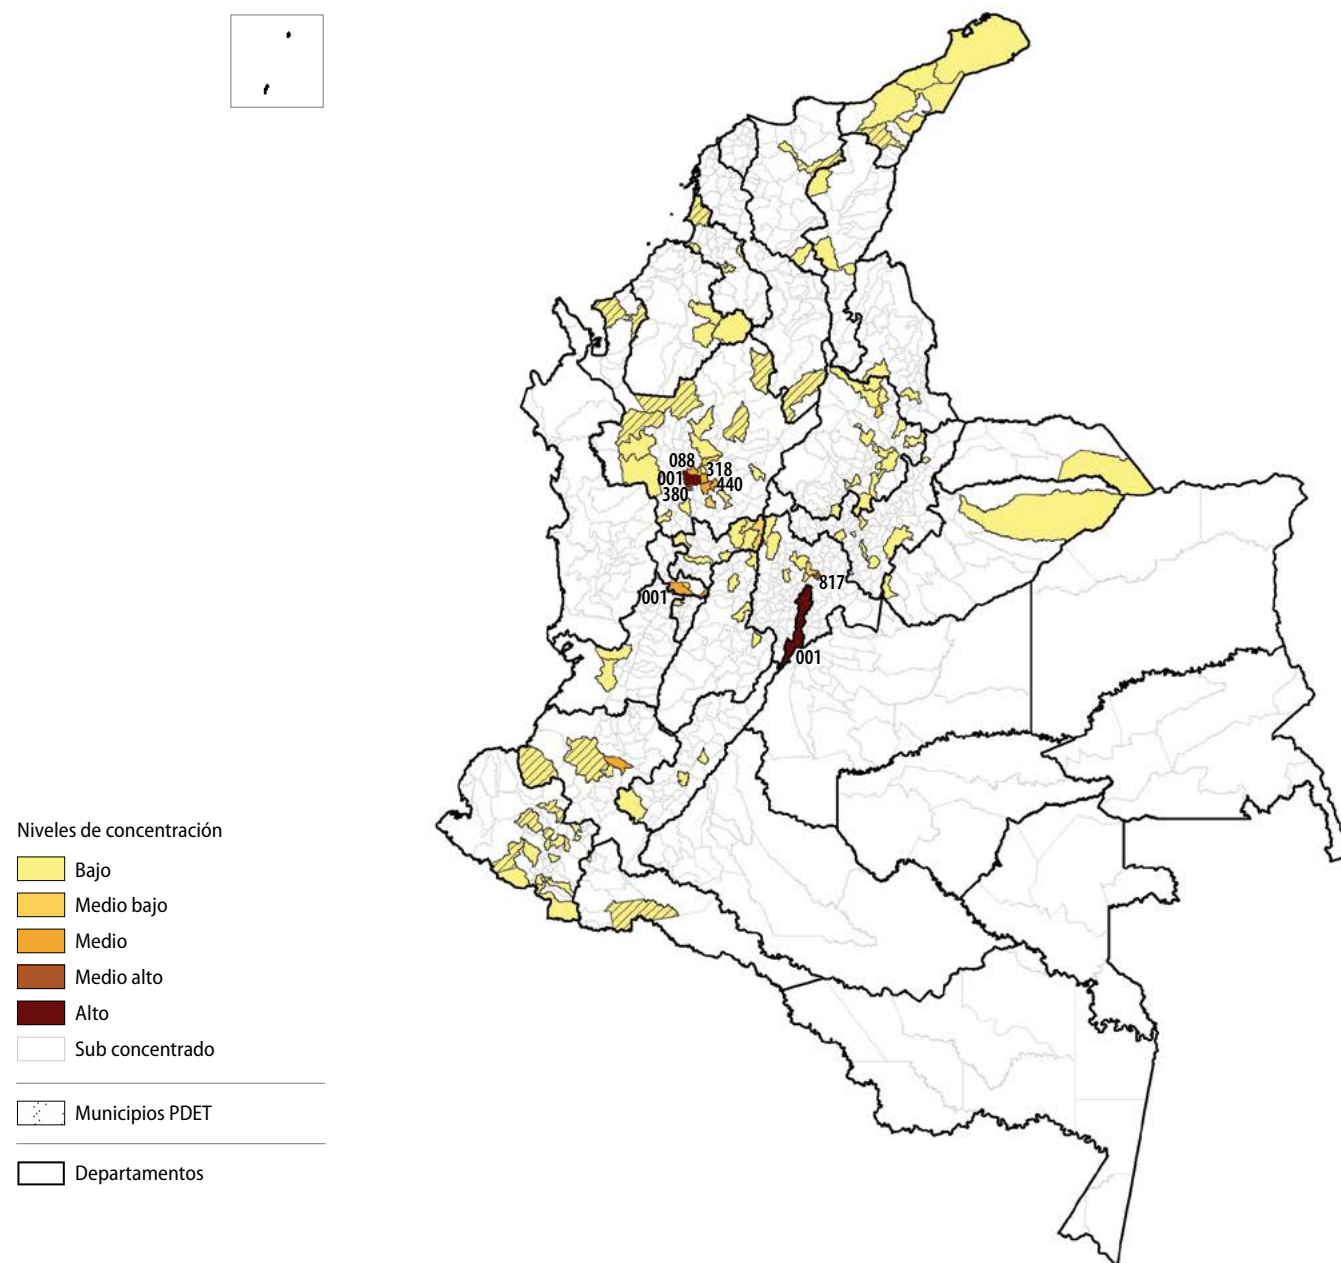 088
318
001
440
380
817
001
001
Niveles de concentración
Bajo
Medio bajo
Medio
Medio alto
Alto
Sub concentrado
Municipios PDET
Departamentos